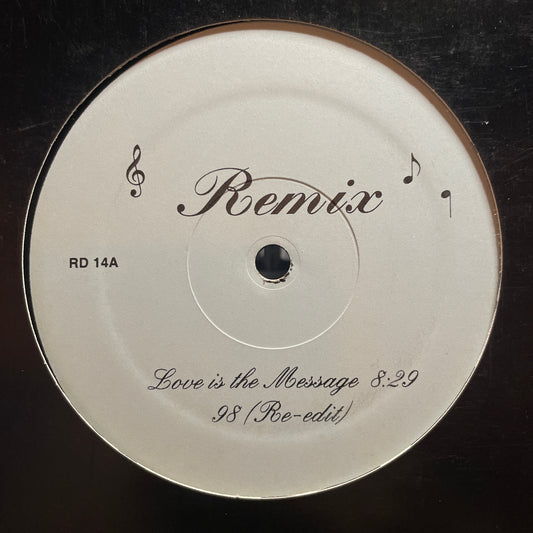 Remix
RD 14A
Love is the Message 8:29
98 (Re-edit)